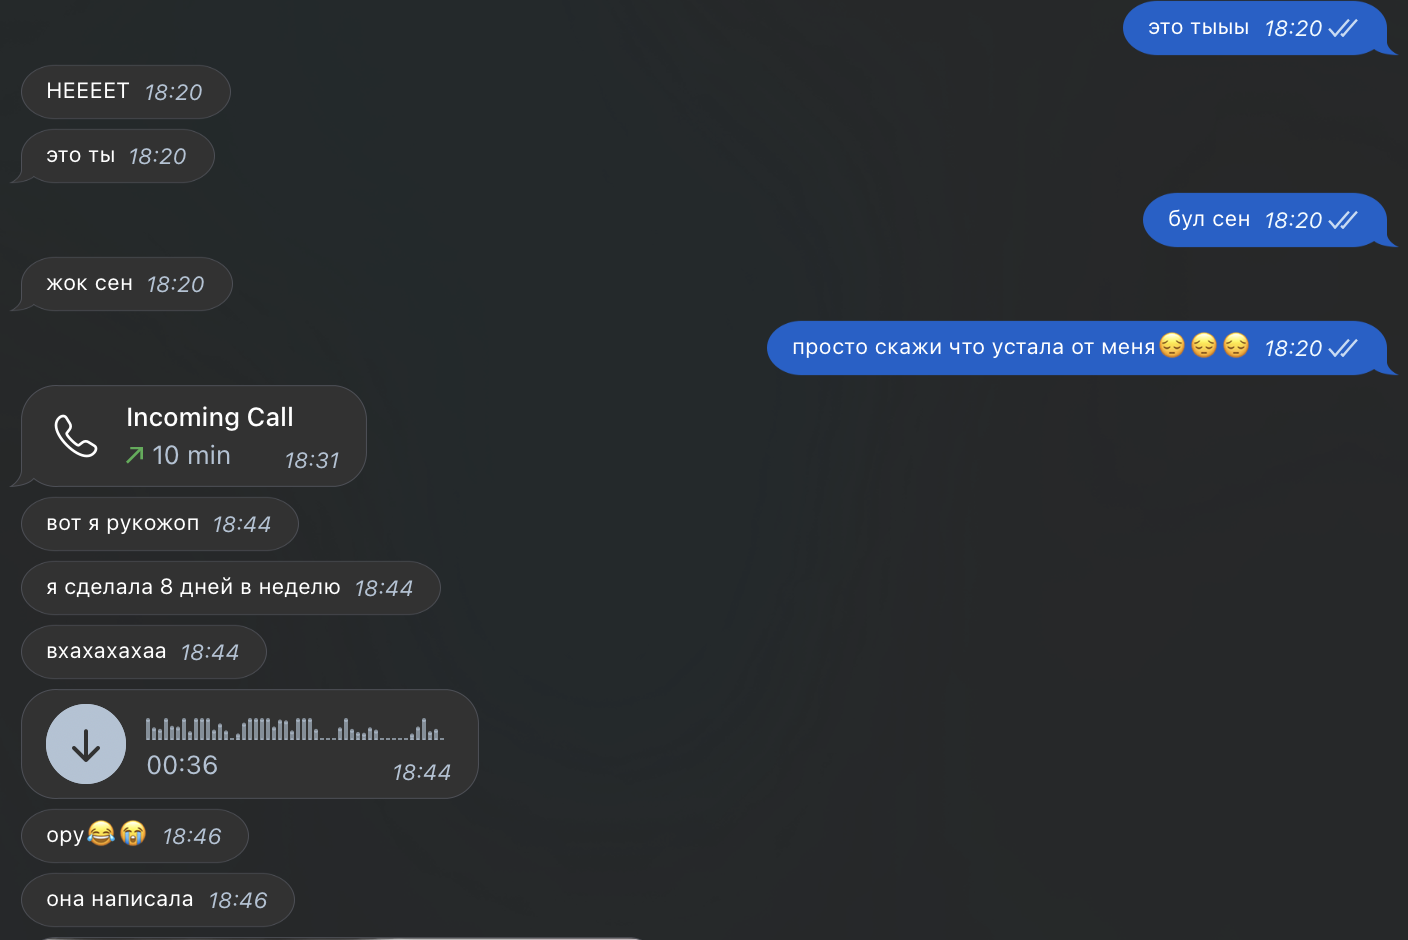 это тыыы 18:20
НЕЕЕЕТ 18:20
это ты 18:20
бул сен 18:20
жок сен 18:20
просто скажи что устала от меня😔😔😔 18:20
Incoming Call
10 min 18:31
вот я рукожоп 18:44
я сделала 8 дней в неделю 18:44
вхахахахаа 18:44
00:36 18:44
ору😂😭 18:46
она написала 18:46